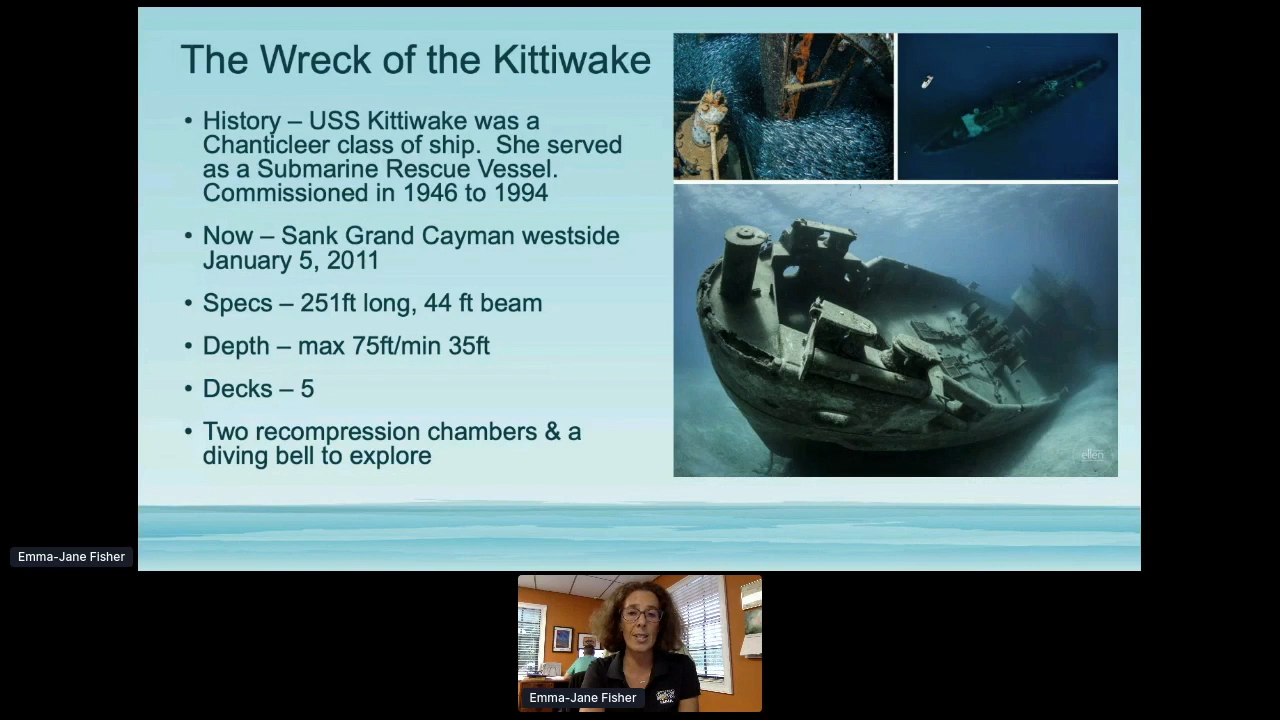 The Wreck of the Kittiwake
• History – USS Kittiwake was a
Chanticleer class of ship.  She served
as a Submarine Rescue Vessel.
Commissioned in 1946 to 1994
• Now – Sank Grand Cayman westside
January 5, 2011
• Specs – 251ft long, 44 ft beam
• Depth – max 75ft/min 35ft
• Decks – 5
• Two recompression chambers & a
diving bell to explore
ellen
Emma-Jane Fisher
Emma-Jane Fisher